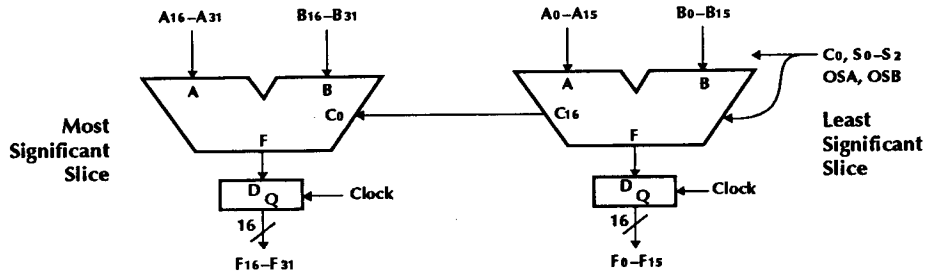 A16–A31
B16–B31
A0–A15
B0–B15
C0, S0–S2
OSA, OSB
A
B
A
B
C0
C16
Most
Significant
Slice
Least
Significant
Slice
F
F
D
Q
Clock
D
Q
Clock
16
16
F16–F31
F0–F15